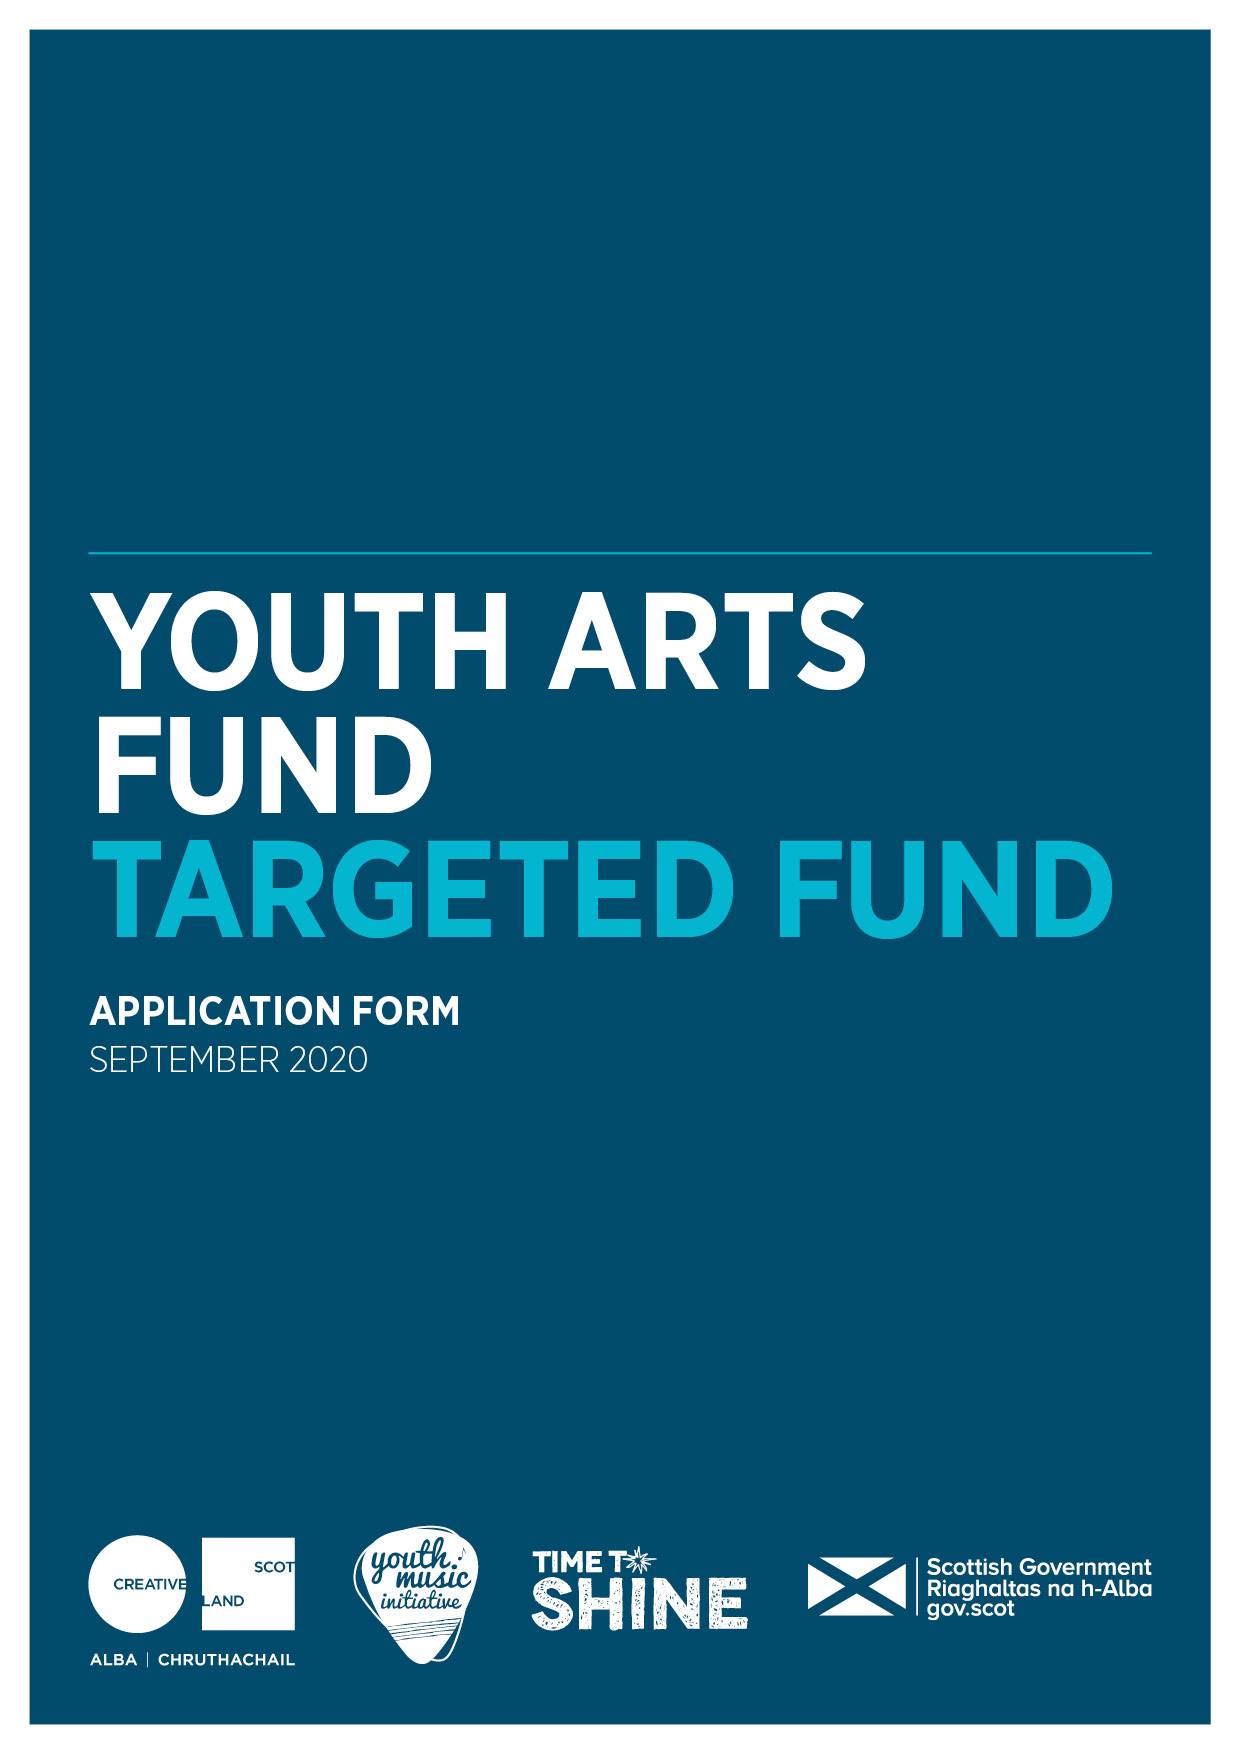 YOUTH ARTS
FUND
TARGETED FUND
APPLICATION FORM
SEPTEMBER 2020
CREATIVE
SCOT
LAND
ALBA | CHRUTHACHAIL
youth
music
initiative
TIME TO
SHINE
Scottish Government
Riaghaltas na h-Alba
gov.scot